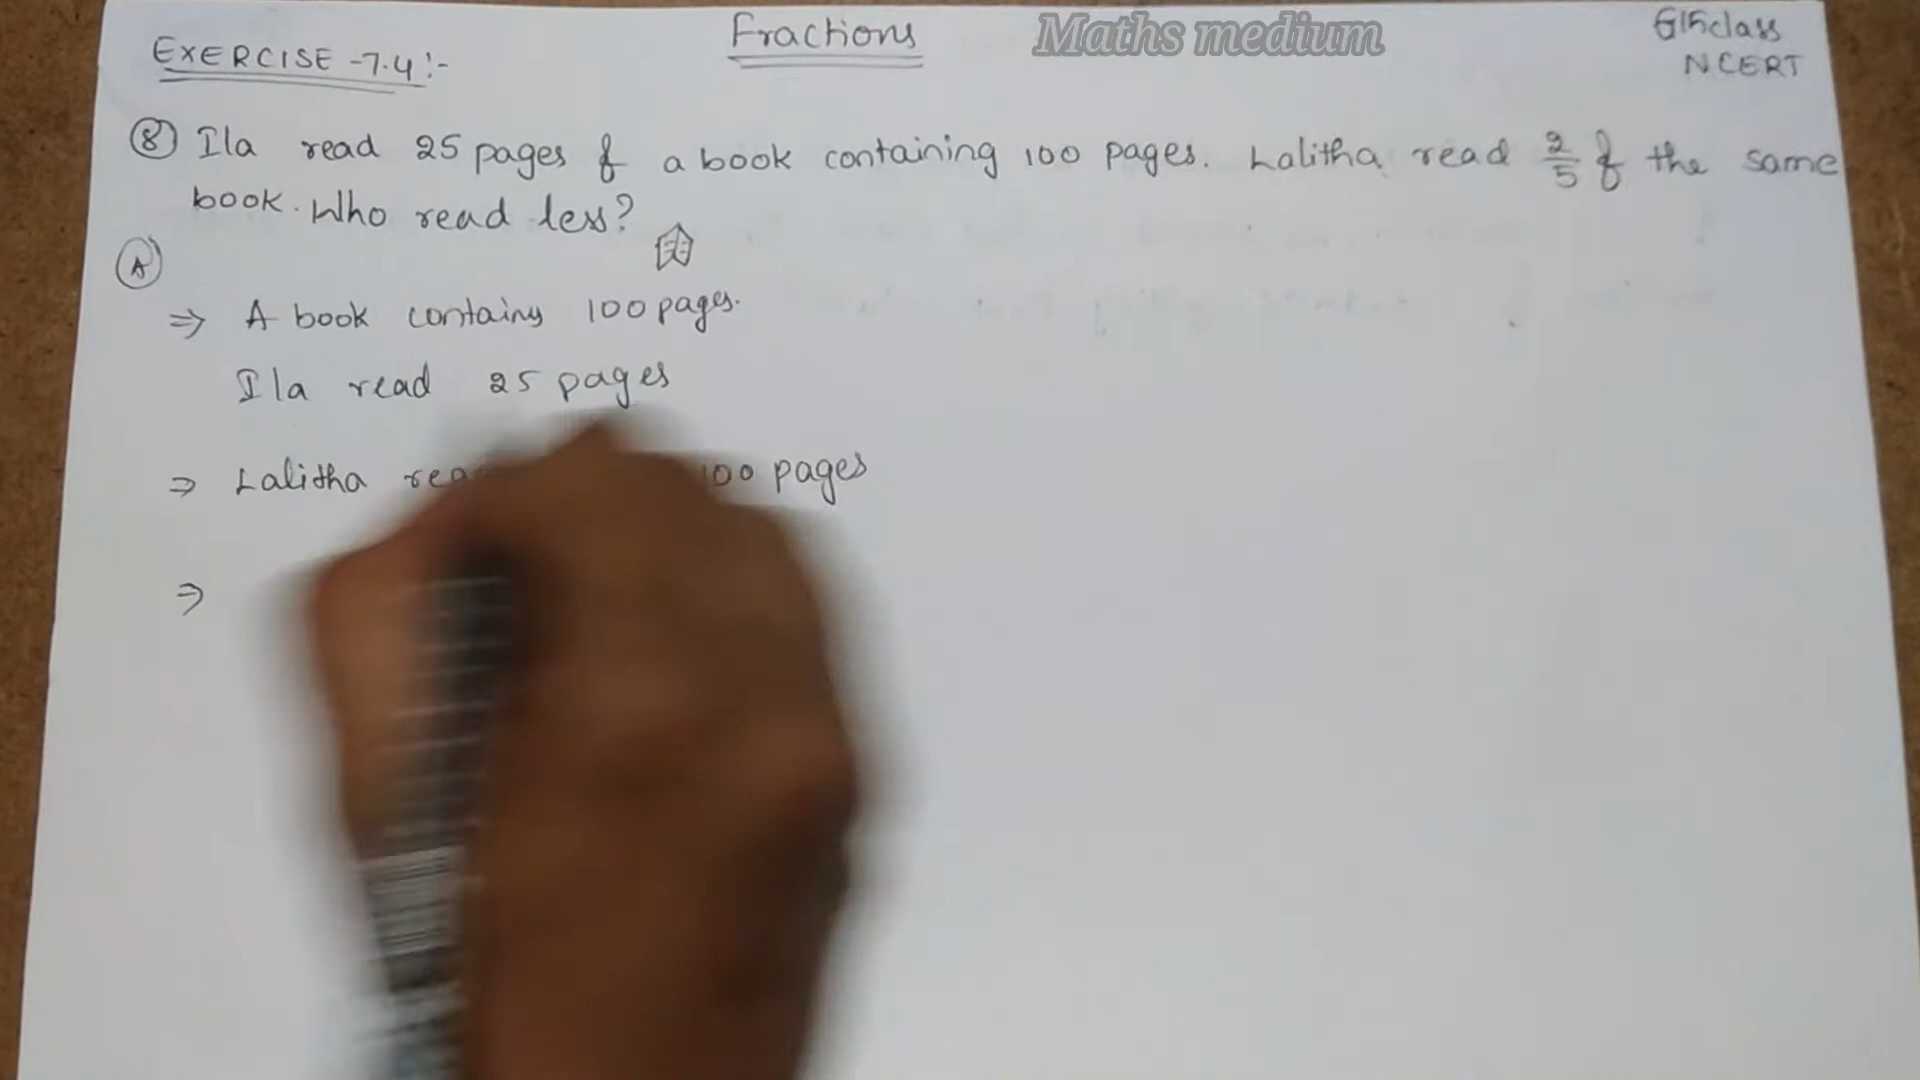 EXERCISE -7.4:-
Fractions
Maths medium
6th class
NCERT
(8) Ila read 25 pages of a book containing 100 pages. Lalitha read 2/5 of the same
book. Who read less?
(A)
⇒ A book contains 100 pages.
Ila read 25 pages
⇒ Lalitha 100 pages
⇒